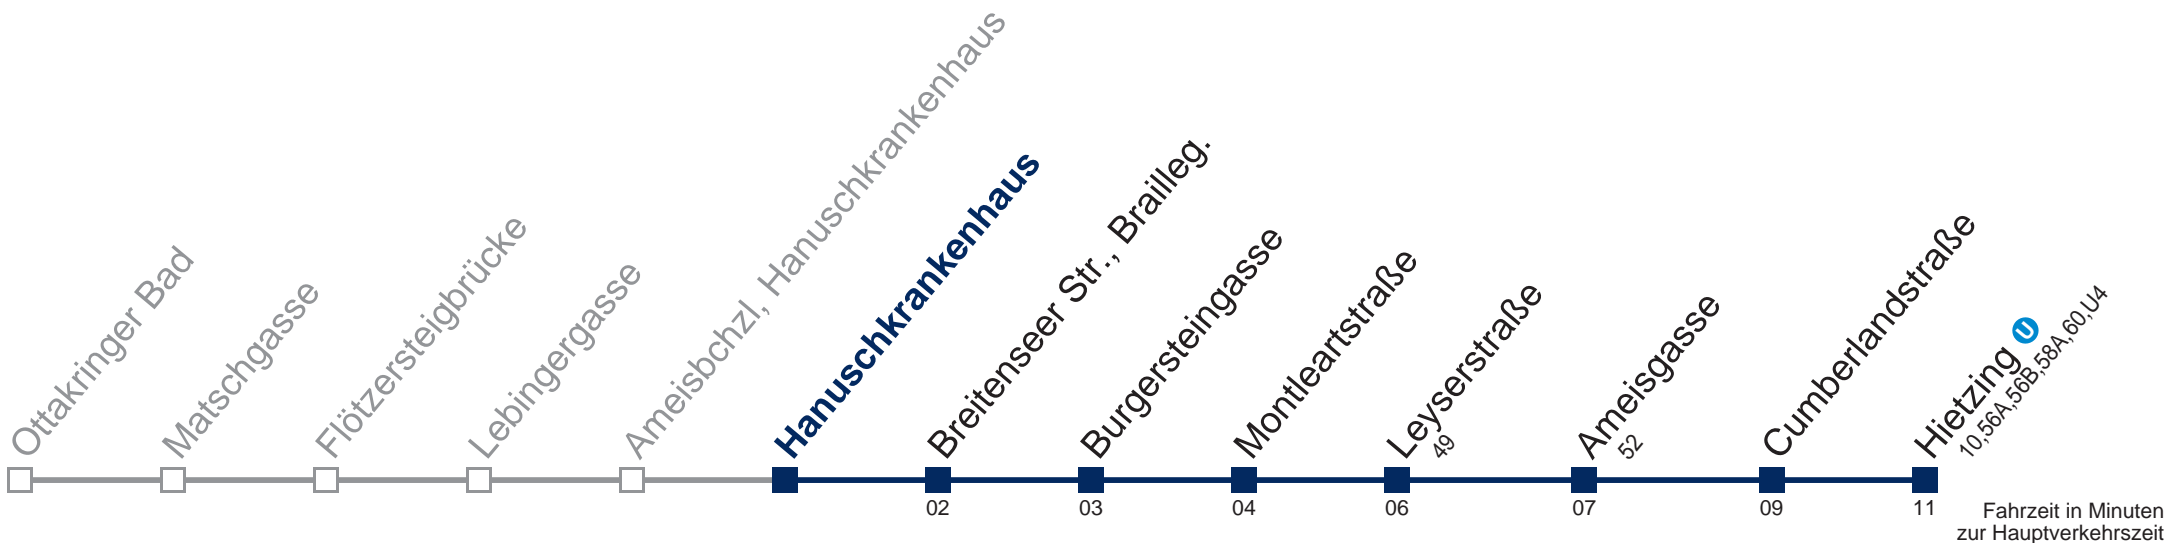 Ottakringer Bad
Matschgasse
Flötzersteigbrücke
Lebingergasse
Ameisbchzl, Hanuschkrankenhaus
Hanuschkrankenhaus
Breitenseer Str., Brailleg.
Burgersteingasse
Montleartstraße
Leyserstraße
49
Ameisgasse
52
Cumberlandstraße
Hietzing U
10,56A,56B,58A,60,U4
02
03
04
06
07
09
11
Fahrzeit in Minuten
zur Hauptverkehrszeit